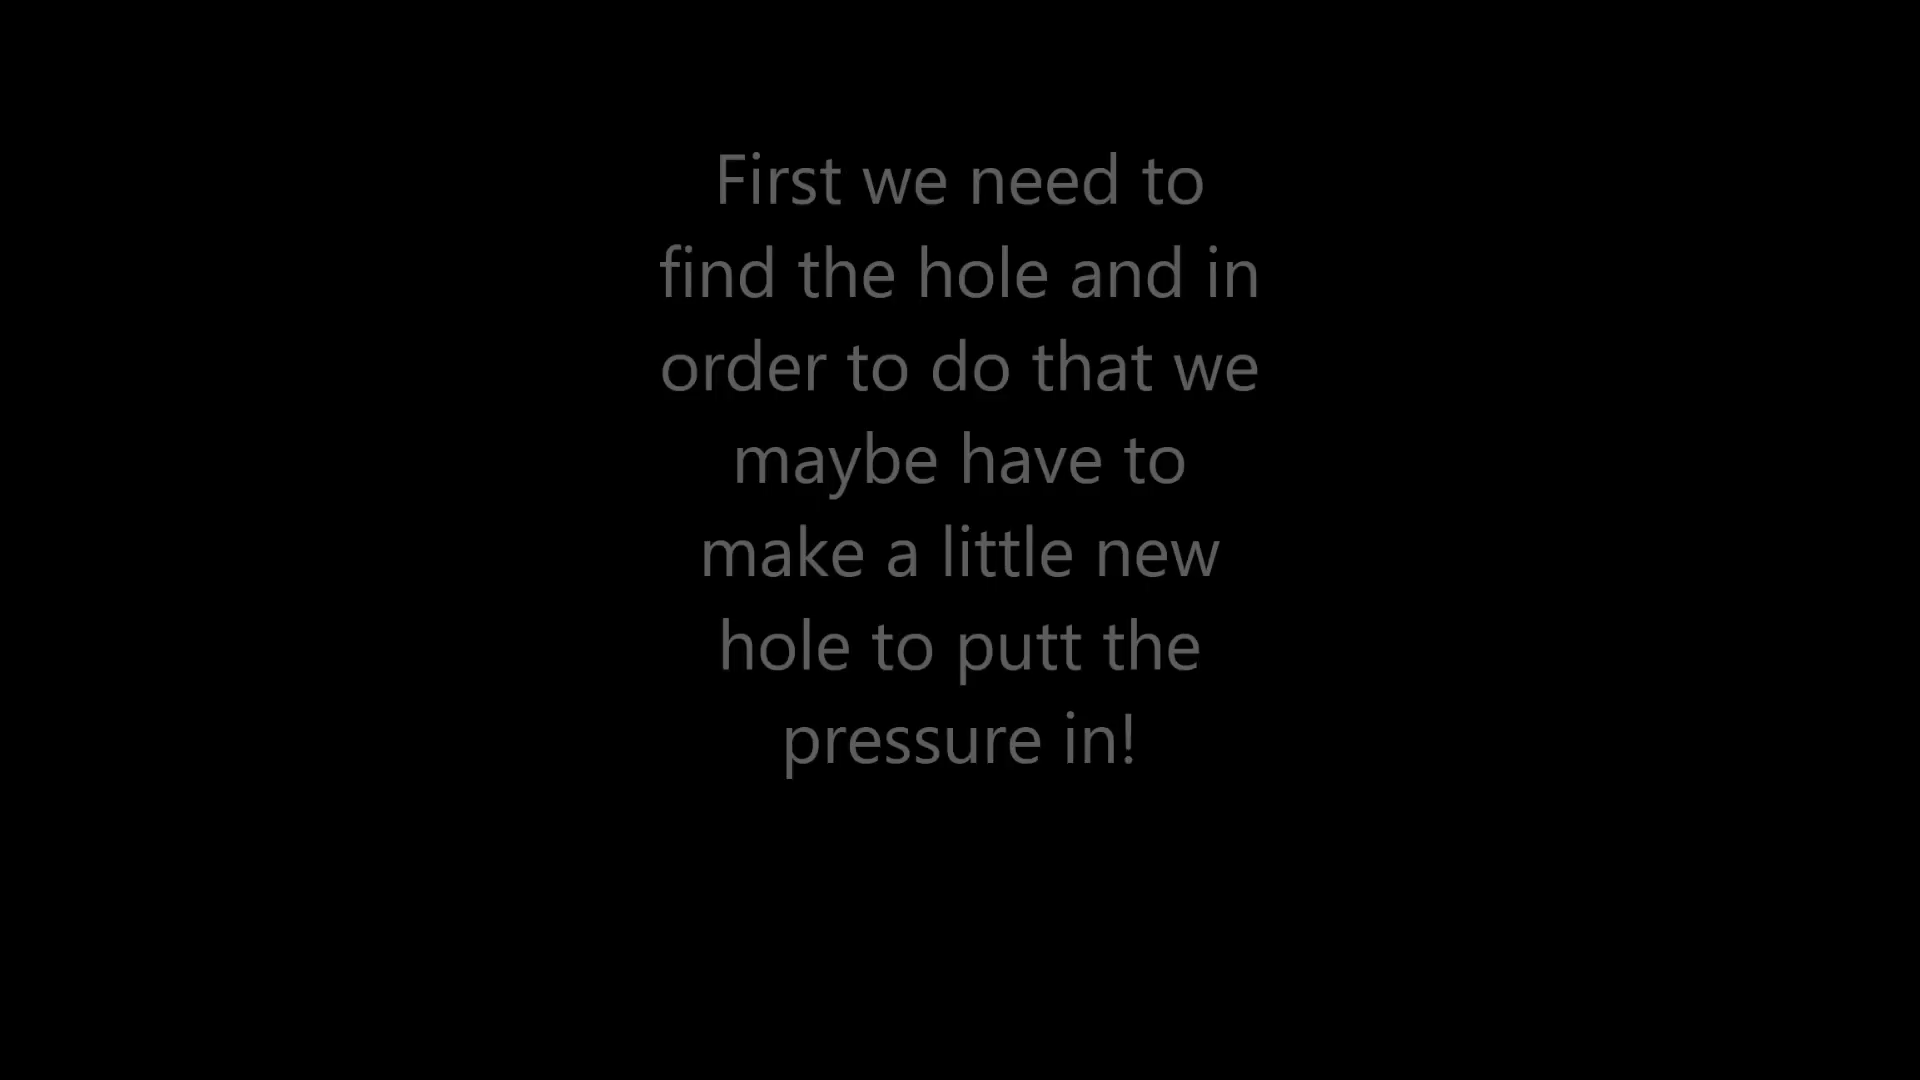 First we need to
find the hole and in
order to do that we
maybe have to
make a little new
hole to putt the
pressure in!